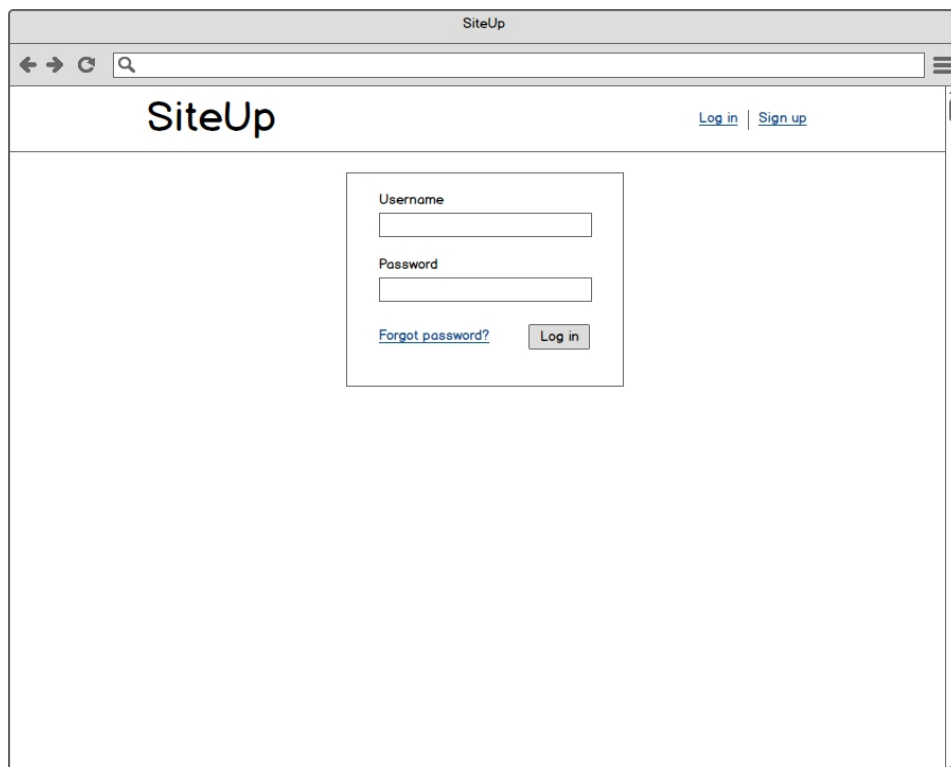 SiteUp
SiteUp
Log in
Sign up
Username
Password
Forgot password?
Log in